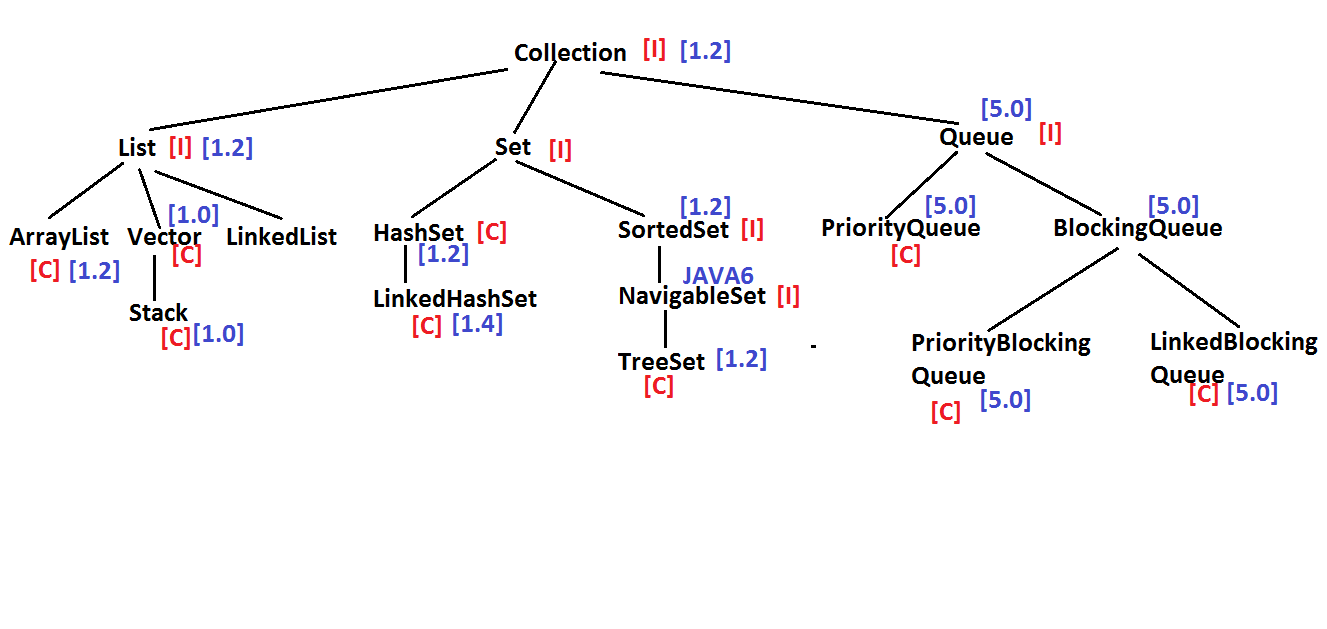 Collection [I] [1.2]
List [I] [1.2]
Set [I]
[5.0]
Queue [I]
ArrayList
[C] [1.2]
[1.0]
Vector
[C]
LinkedList
Stack
[C] [1.0]
HashSet [C]
[1.2]
LinkedHashSet
[C] [1.4]
[1.2]
SortedSet [I]
JAVA6
NavigableSet [I]
TreeSet [1.2]
[C]
[5.0]
PriorityQueue
[C]
[5.0]
BlockingQueue
PriorityBlocking
Queue
[C] [5.0]
LinkedBlocking
Queue
[C] [5.0]